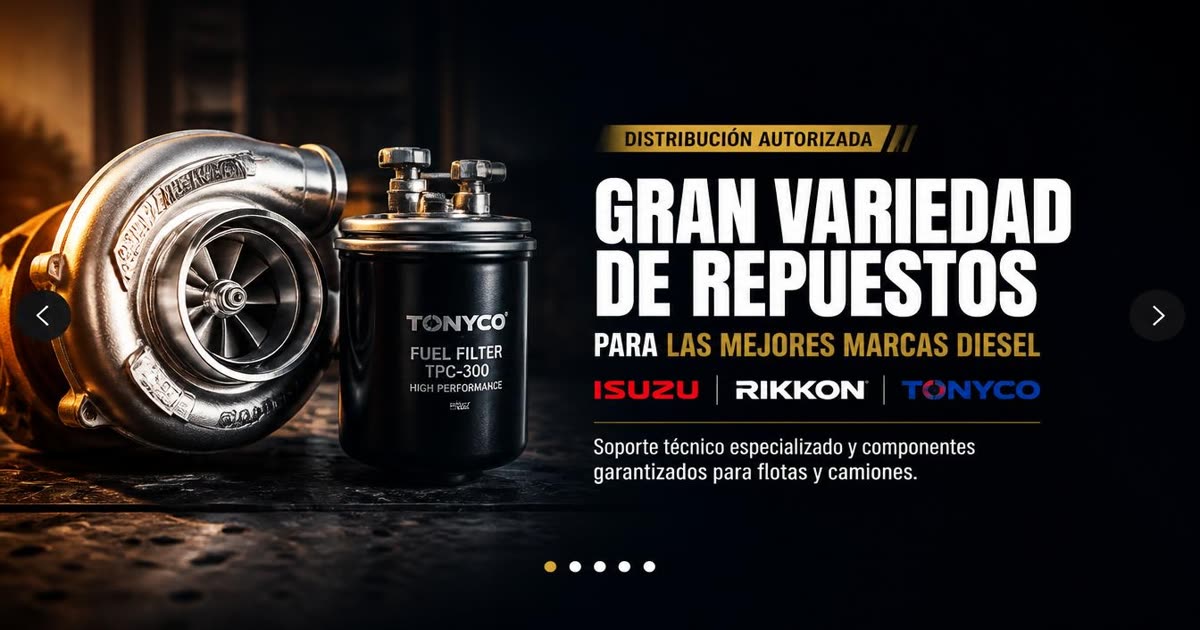 DISTRIBUCIÓN AUTORIZADA
GRAN VARIEDAD
DE REPUESTOS
PARA LAS MEJORES MARCAS DIESEL
ISUZU | RIKKON | TONYCO
Soporte técnico especializado y componentes
garantizados para flotas y camiones.
TONYCO
FUEL FILTER
TPC-300
HIGH PERFORMANCE